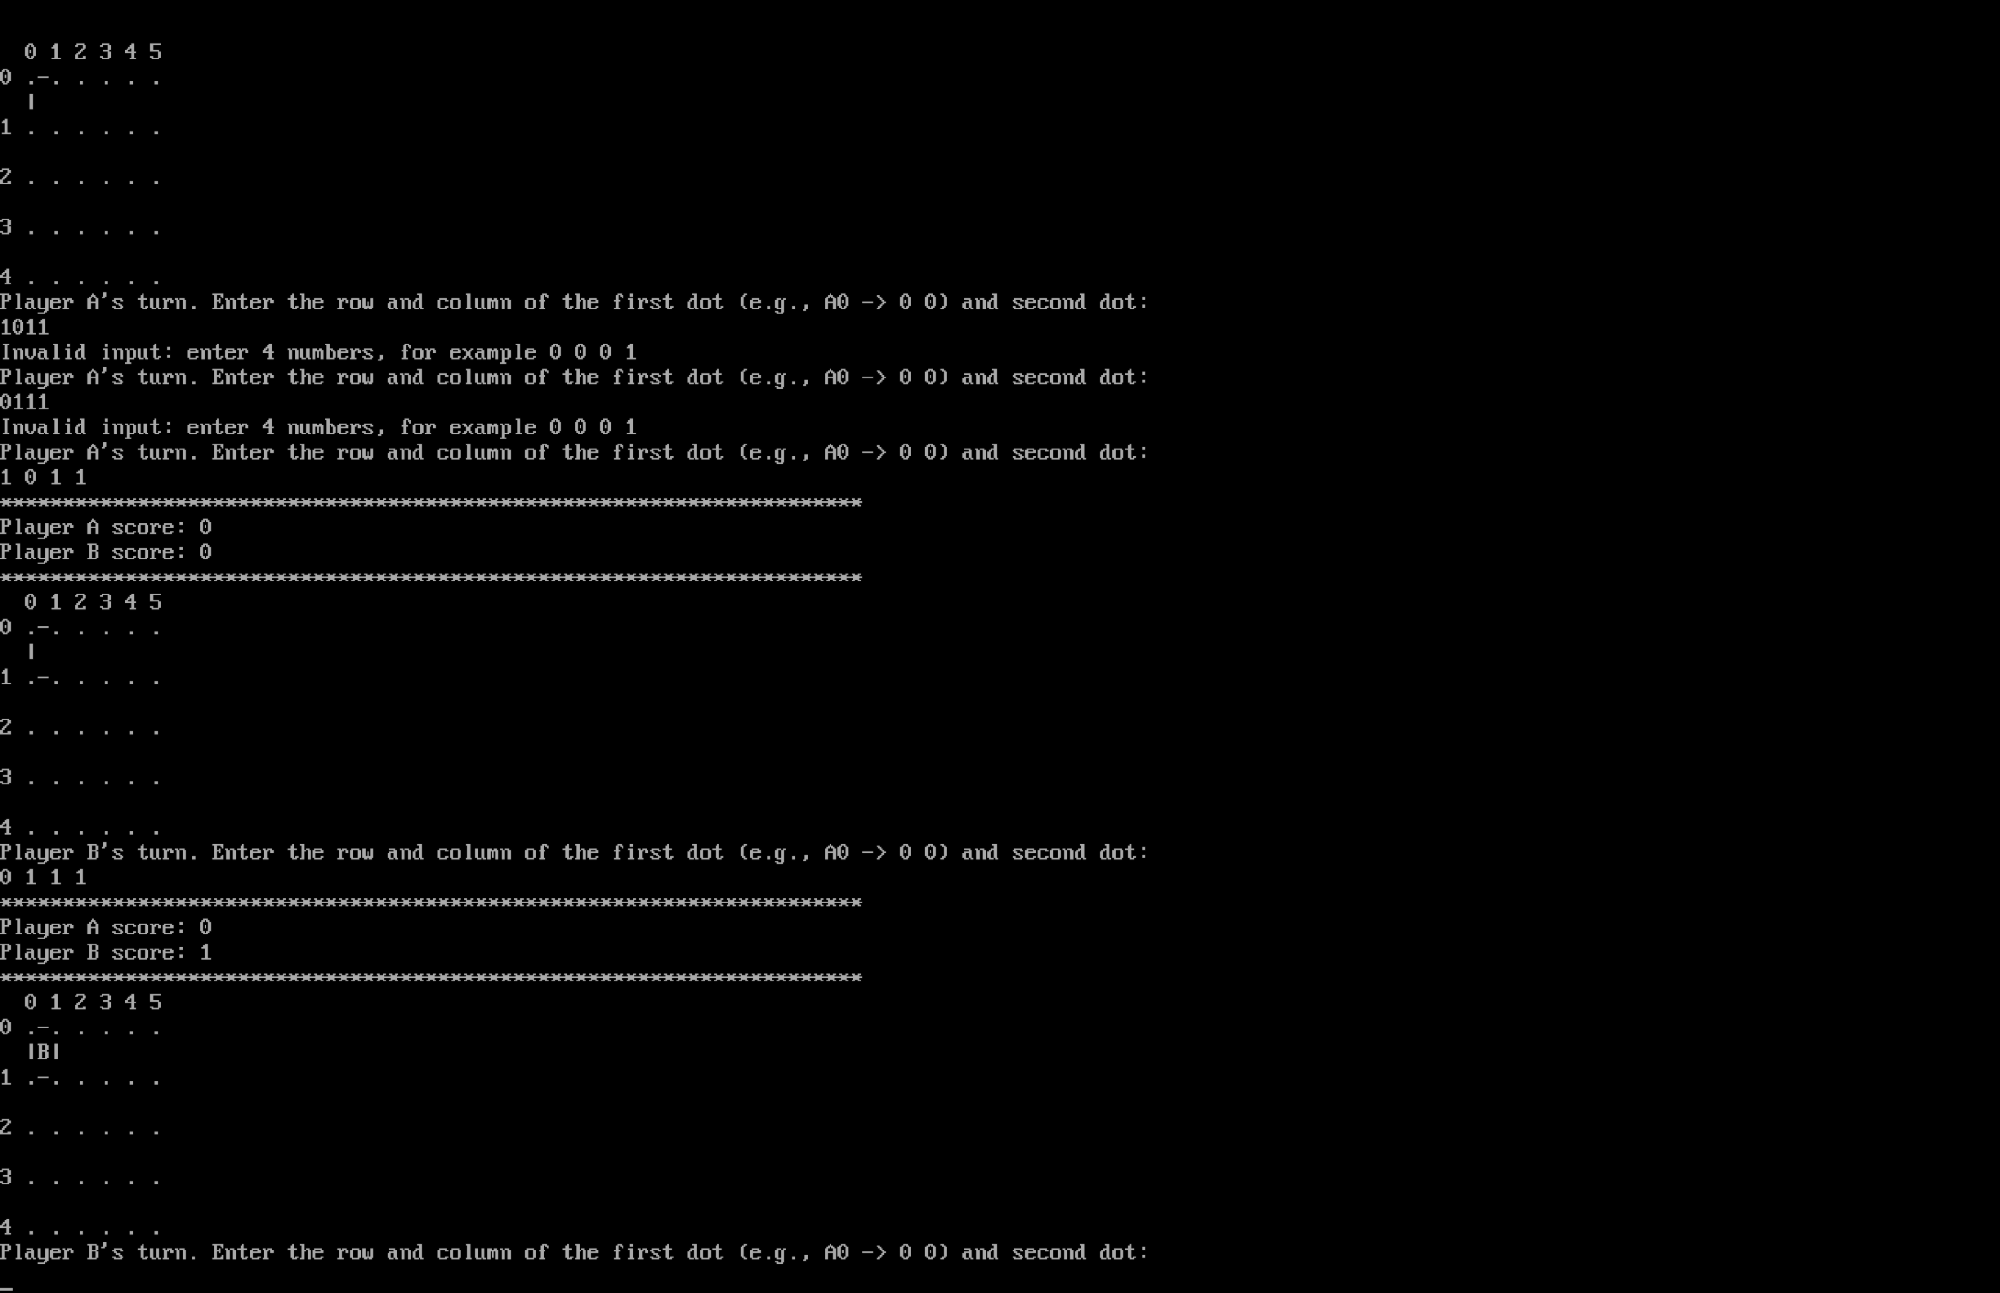 0 1 2 3 4 5
0 .-. . . . .
  |
1 . . . . . .
2 . . . . . .
3 . . . . . .
4 . . . . . .
Player A's turn. Enter the row and column of the first dot (e.g., A0 -> 0 0) and second dot:
1011
Invalid input: enter 4 numbers, for example 0 0 0 1
Player A's turn. Enter the row and column of the first dot (e.g., A0 -> 0 0) and second dot:
0111
Invalid input: enter 4 numbers, for example 0 0 0 1
Player A's turn. Enter the row and column of the first dot (e.g., A0 -> 0 0) and second dot:
1 0 1 1
*********************************************************************
Player A score: 0
Player B score: 0
*********************************************************************
  0 1 2 3 4 5
0 .-. . . . .
  |
1 .-. . . . .
2 . . . . . .
3 . . . . . .
4 . . . . . .
Player B's turn. Enter the row and column of the first dot (e.g., A0 -> 0 0) and second dot:
0 1 1 1
*********************************************************************
Player A score: 0
Player B score: 1
*********************************************************************
  0 1 2 3 4 5
0 .-. . . . .
  |B|
1 .-. . . . .
2 . . . . . .
3 . . . . . .
4 . . . . . .
Player B's turn. Enter the row and column of the first dot (e.g., A0 -> 0 0) and second dot:
_